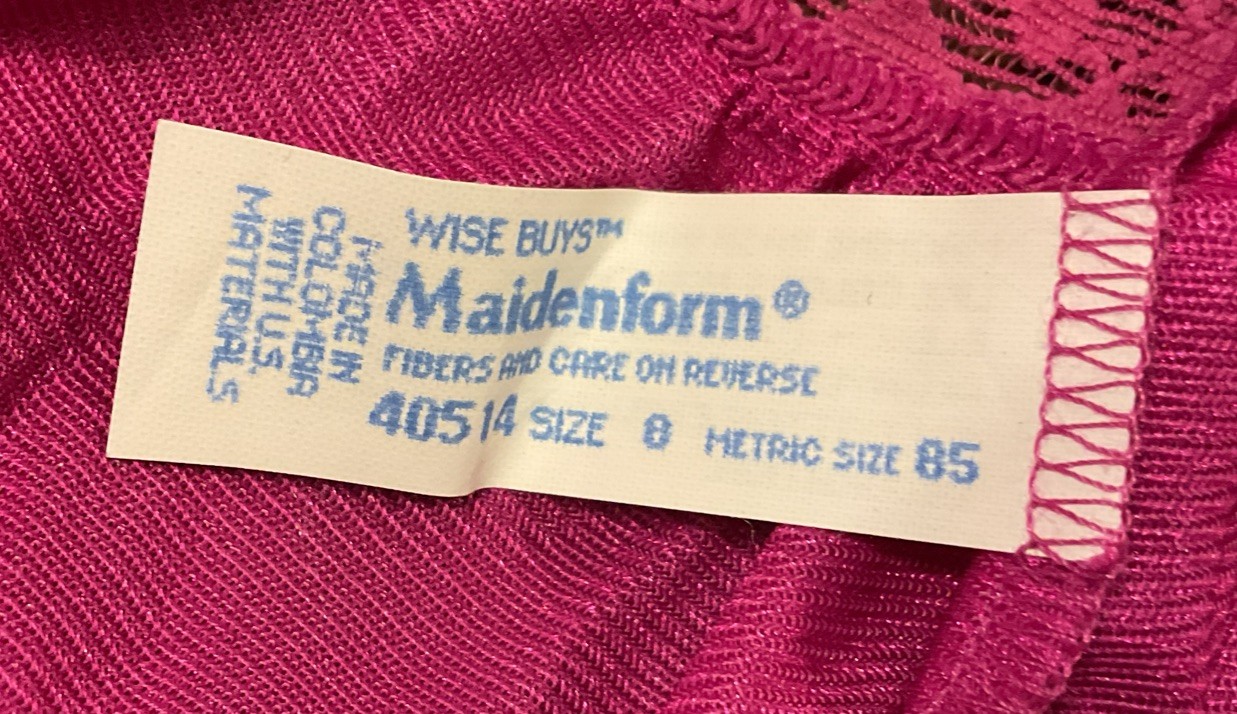 WISE BUYS™
Maidenform®
FIBERS AND CARE ON REVERSE
40514 SIZE 8 METRIC SIZE 85
MADE IN
COLOMBIA
WITH U.S.
MATERIALS